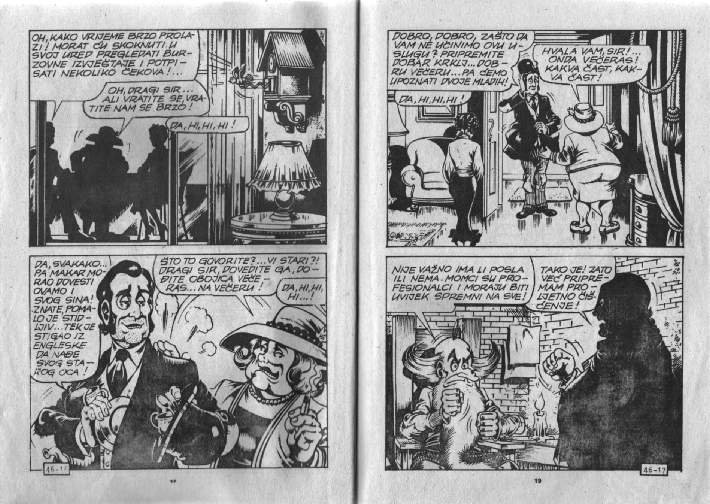 OH, KAKO VRIJEME BRZO PROLA-
ZI! MORAT ĆU SKOKNUTI U
SVOJ URED PREGLEDATI BUR-
ZOVNE IZVJEŠTAJE I POTPI-
SATI NEKOLIKO ČEKOVA!...
OH, DRAGI SIR...
ALI VRATITE SE, VRA-
TITE NAM SE BRZO!
DA, HI, HI, HI!
DA, SVAKAKO...
PA MAKAR MO-
RAO DOVESTI
OVAMO I
SVOG SINA!
ZNATE, POMA-
LO JE STID-
LJIV... TEK JE
STIGAO IZ
ENGLESKE
DA NAĐE
SVOG STA-
ROG OCA!
ŠTO TO GOVORITE?... VI STARI?!
DRAGI SIR, DOVEDITE GA, DO-
ĐITE OBOJICA VEČE-
RAS... NA VEČERU!
DA, HI, HI,
HI...!
DOBRO, DOBRO, ZAŠTO DA
VAM NE UČINIMO OVU U-
SLUGU? PRIPREMITE
DOBAR KRKLJ... DOB-
RU VEČERU... PA ĆEMO
UPOZNATI DVOJE MLADIH!
HVALA VAM, SIR!...
ONDA VEČERAS!
KAKVA ČAST, KAK-
VA ČAST!
DA, HI, HI, HI!
NIJE VAŽNO IMA LI POSLA
ILI NEMA. MOMCI SU PRO-
FESIONALCI I MORAJU BITI
UVIJEK SPREMNI NA SVE!
TAKO JE! ZATO
VEĆ PRIPRE-
MAM PRO-
LJETNO ČIŠ-
ĆENJE!
46-17
19